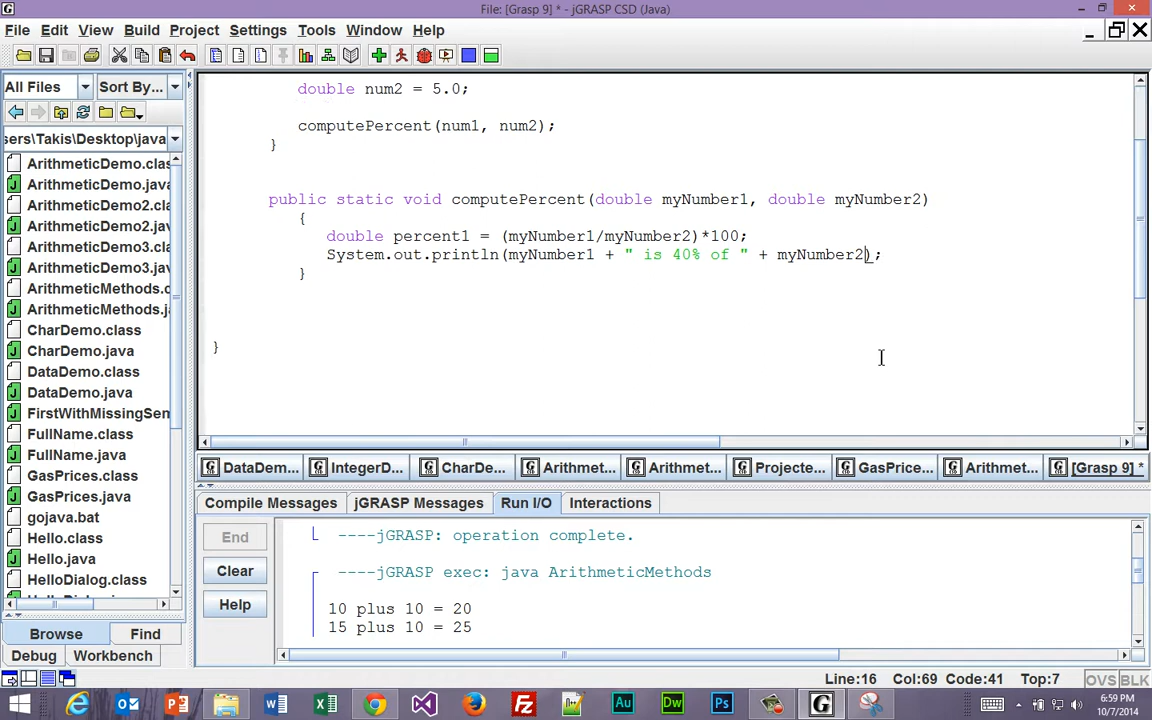 File: [Grasp 9] * - jGRASP CSD (Java)
File Edit View Build Project Settings Tools Window Help
All Files Sort By...
sers\Takis\Desktop\java
ArithmeticDemo.clas
ArithmeticDemo.java
ArithmeticDemo2.cla
ArithmeticDemo2.jav
ArithmeticDemo3.cla
ArithmeticDemo3.jav
ArithmeticMethods.c
ArithmeticMethods.ja
CharDemo.class
CharDemo.java
DataDemo.class
DataDemo.java
FirstWithMissingSen
FullName.class
FullName.java
GasPrices.class
GasPrices.java
gojava.bat
Hello.class
Hello.java
HelloDialog.class
Browse Find
Debug Workbench
double num2 = 5.0;
computePercent(num1, num2);
}
public static void computePercent(double myNumber1, double myNumber2)
{
double percent1 = (myNumber1/myNumber2)*100;
System.out.println(myNumber1 + " is 40% of " + myNumber2);
}
}
DataDem... IntegerD... CharDe... Arithmet... Arithmet... Projecte... GasPrice... Arithmet... [Grasp 9] *
Compile Messages jGRASP Messages Run I/O Interactions
End
Clear
Help
----jGRASP: operation complete.
----jGRASP exec: java ArithmeticMethods
10 plus 10 = 20
15 plus 10 = 25
Line:16 Col:69 Code:41 Top:7 OVS BLK
6:59 PM
10/7/2014